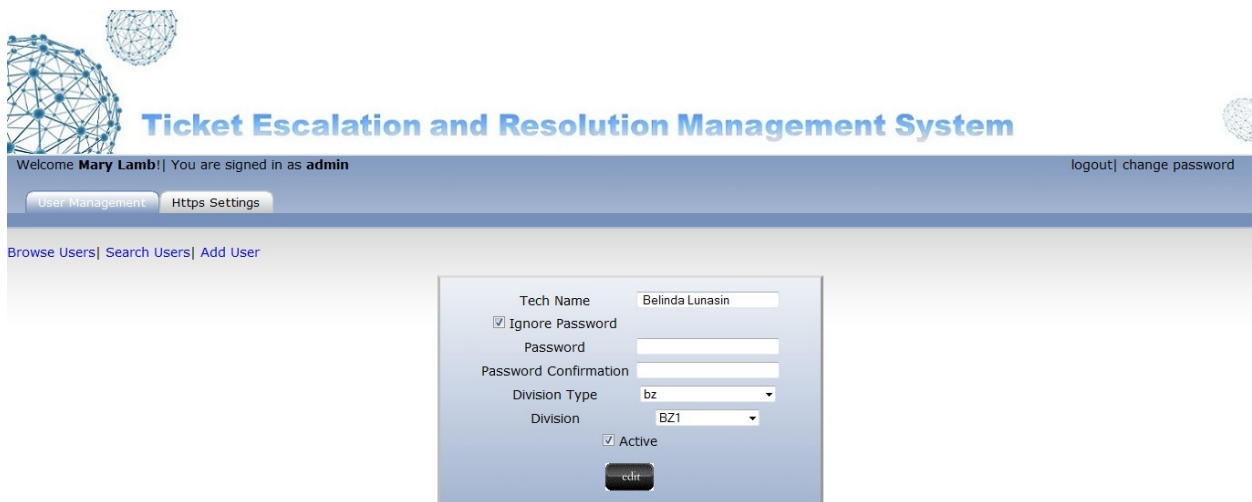 Ticket Escalation and Resolution Management System
Welcome Mary Lamb!| You are signed in as admin
logout| change password
User Management
Https Settings
Browse Users| Search Users| Add User
Tech Name Belinda Lunasin
Ignore Password
Password
Password Confirmation
Division Type bz
Division BZ1
Active
edit